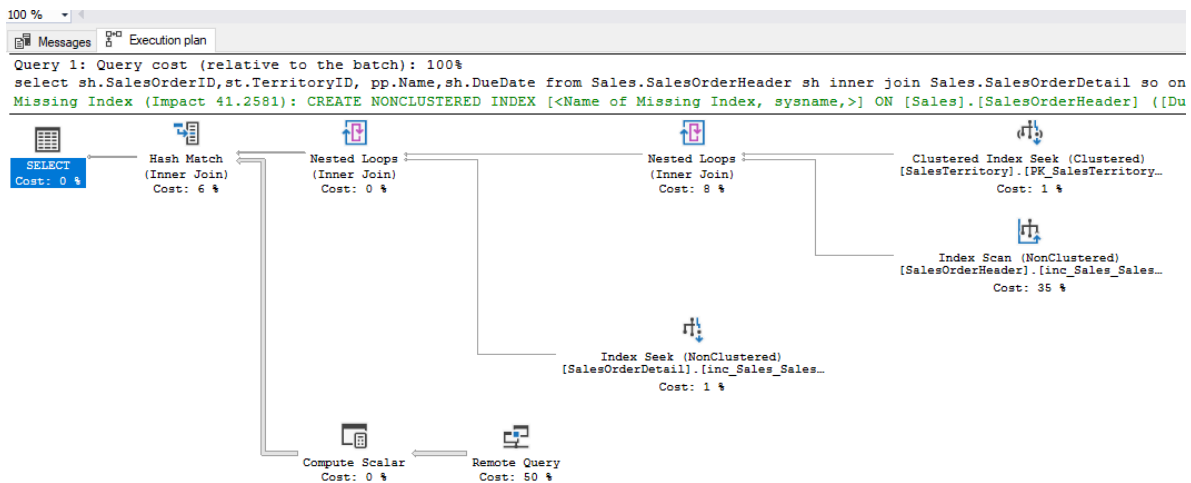 100 %
Messages Execution plan
Query 1: Query cost (relative to the batch): 100%
select sh.SalesOrderID,st.TerritoryID, pp.Name,sh.DueDate from Sales.SalesOrderHeader sh inner join Sales.SalesOrderDetail so on
Missing Index (Impact 41.2581): CREATE NONCLUSTERED INDEX [<Name of Missing Index, sysname,>] ON [Sales].[SalesOrderHeader] ([Du
SELECT
Cost: 0 %
Hash Match
(Inner Join)
Cost: 6 %
Nested Loops
(Inner Join)
Cost: 0 %
Nested Loops
(Inner Join)
Cost: 8 %
Clustered Index Seek (Clustered)
[SalesTerritory].[PK_SalesTerritory…
Cost: 1 %
Index Scan (NonClustered)
[SalesOrderHeader].[inc_Sales_Sales…
Cost: 35 %
Index Seek (NonClustered)
[SalesOrderDetail].[inc_Sales_Sales…
Cost: 1 %
Compute Scalar
Cost: 0 %
Remote Query
Cost: 50 %